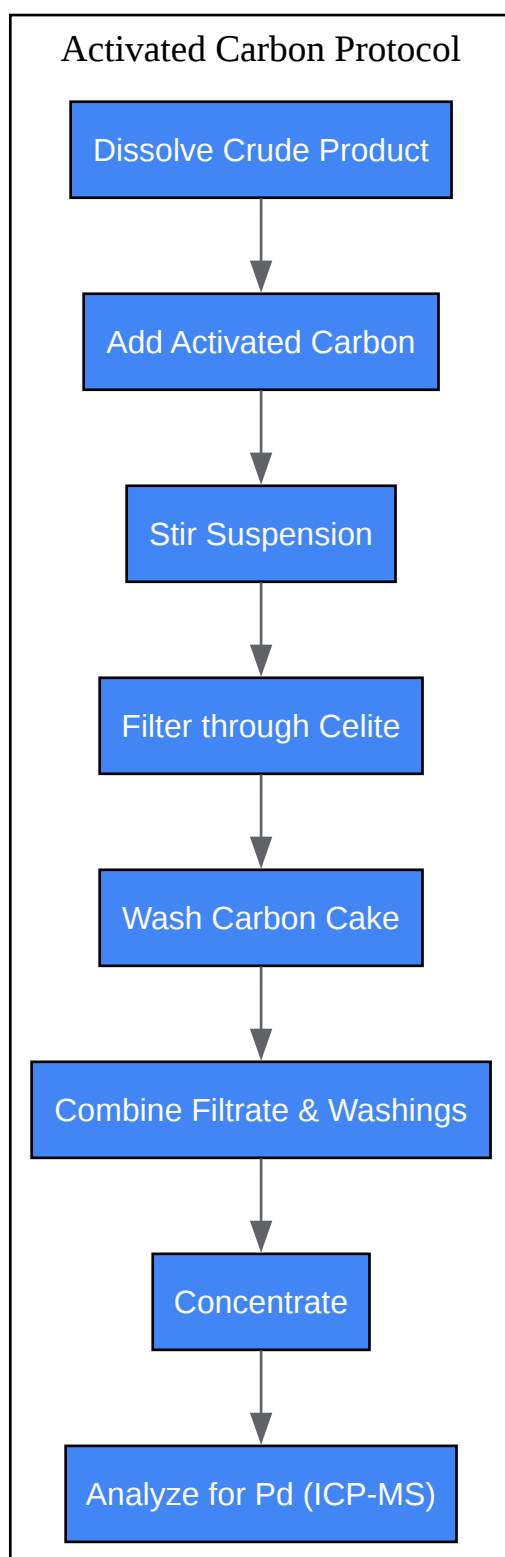 Activated Carbon Protocol
Dissolve Crude Product
Add Activated Carbon
Stir Suspension
Filter through Celite
Wash Carbon Cake
Combine Filtrate & Washings
Concentrate
Analyze for Pd (ICP-MS)